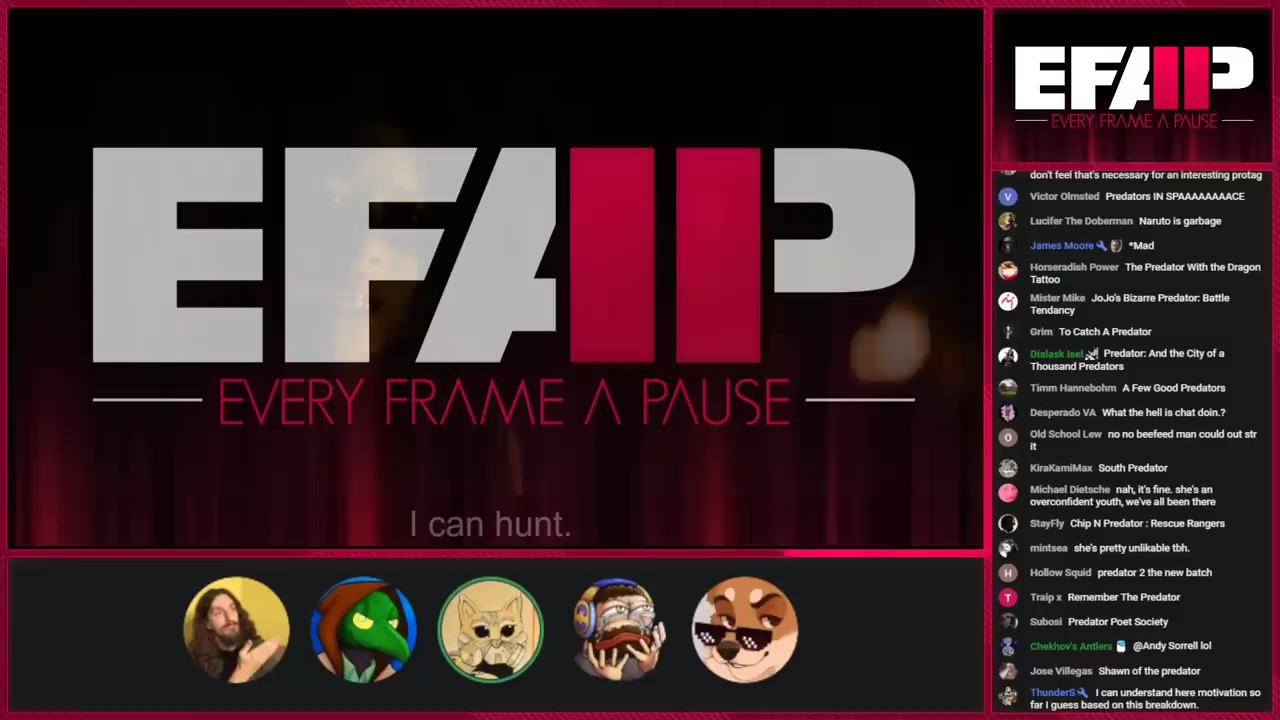 EFAP
EVERY FRAME A PAUSE
I can hunt.
EFAP
EVERY FRAME A PAUSE
don't feel that's necessary for an interesting protag
V
Victor Olmsted Predators IN SPAAAAAAACE
Lucifer The Doberman Naruto is garbage
James Moore *Mad
Horseradish Power The Predator With the Dragon
Tattoo
Mister Mike JoJo's Bizarre Predator: Battle
Tendancy
Grim To Catch A Predator
Dialask Isei Predator: And the City of a
Thousand Predators
Timm Hannebohm A Few Good Predators
Desperado VA What the hell is chat doin.?
O
Old School Lew no no beefeed man could out str
it
KiraKamiMax South Predator
Michael Dietsche nah, it's fine. she's an
overconfident youth, we've all been there
StayFly Chip N Predator : Rescue Rangers
mintsea she's pretty unlikable tbh.
H
Hollow Squid predator 2 the new batch
T
Traip x Remember The Predator
Subosi Predator Poet Society
Chekhov's Antlers @Andy Sorrell lol
Jose Villegas Shawn of the predator
ThunderS I can understand here motivation so
far I guess based on this breakdown.